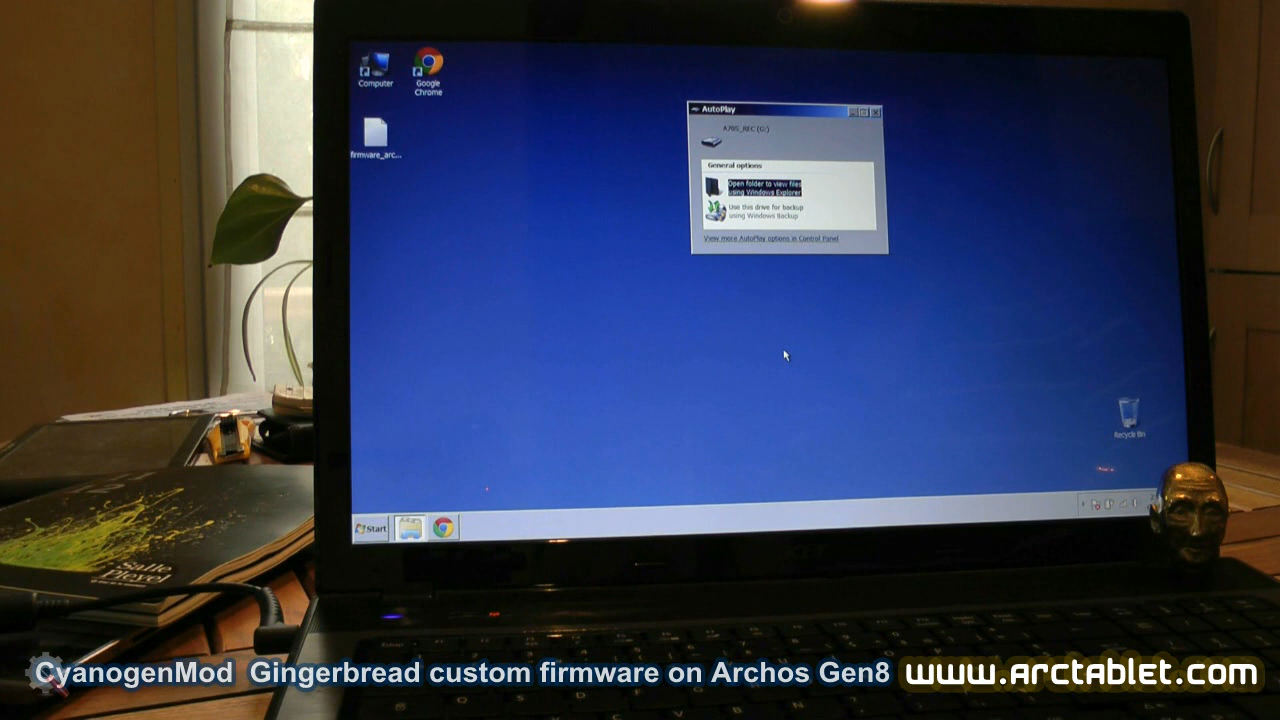 Computer
Google
Chrome
firmware_arc...
AutoPlay
A70S_REC (G:)
General options
Open folder to view files
using Windows Explorer
Use this drive for backup
using Windows Backup
View more AutoPlay options in Control Panel
Recycle Bin
Start
Salle
Pleyel
CyanogenMod Gingerbread custom firmware on Archos Gen8
www.arctablet.com